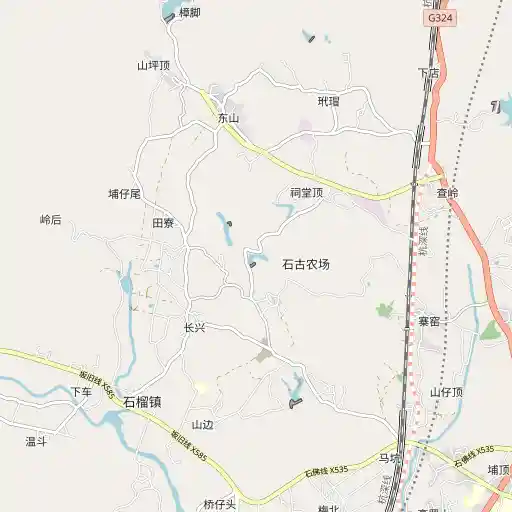 樟脚
G324
山坪顶
下店
玳瑁
东山
埔仔尾
祠堂顶
查岭
岭后
田寮
杭深线
石古农场
长兴
寨窑
坂旧线 X585
下车
石榴镇
山仔顶
山边
温斗
坂旧线 X585
石佛线 X535
马坑
石佛线 X535
埔顶
杭深线
桥仔头
梅北